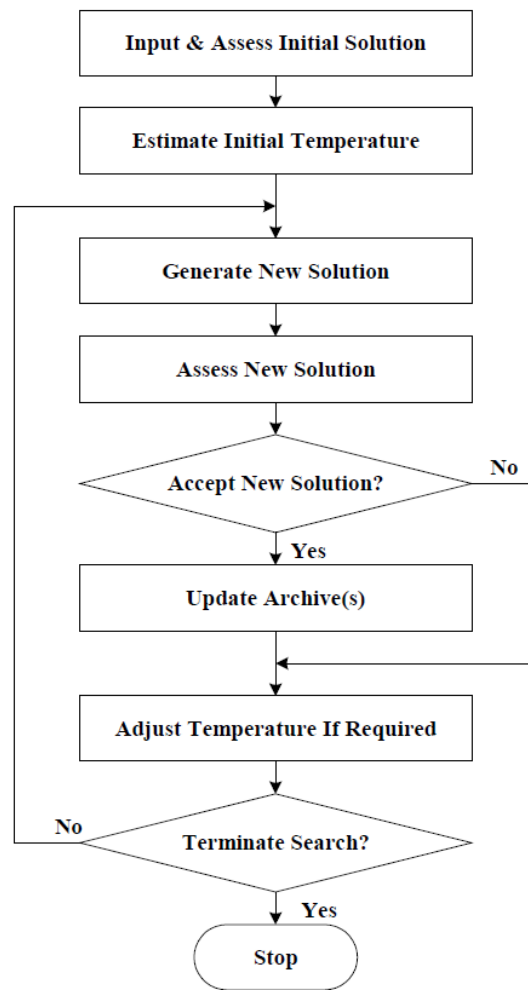 Input & Assess Initial Solution
Estimate Initial Temperature
Generate New Solution
Assess New Solution
Accept New Solution?
No
Yes
Update Archive(s)
Adjust Temperature If Required
No
Terminate Search?
Yes
Stop